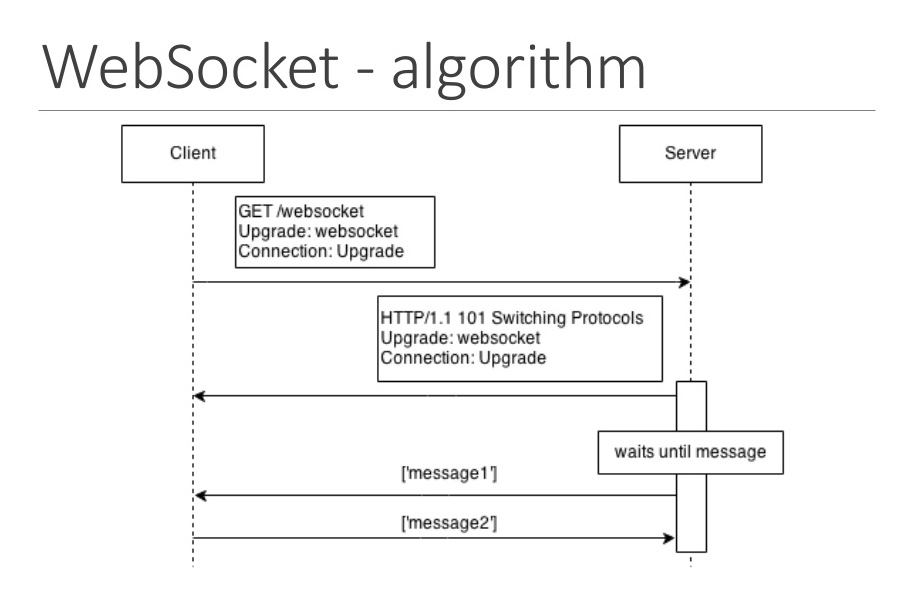 WebSocket - algorithm
Client
Server
GET /websocket
Upgrade: websocket
Connection: Upgrade
HTTP/1.1 101 Switching Protocols
Upgrade: websocket
Connection: Upgrade
waits until message
['message1']
['message2']